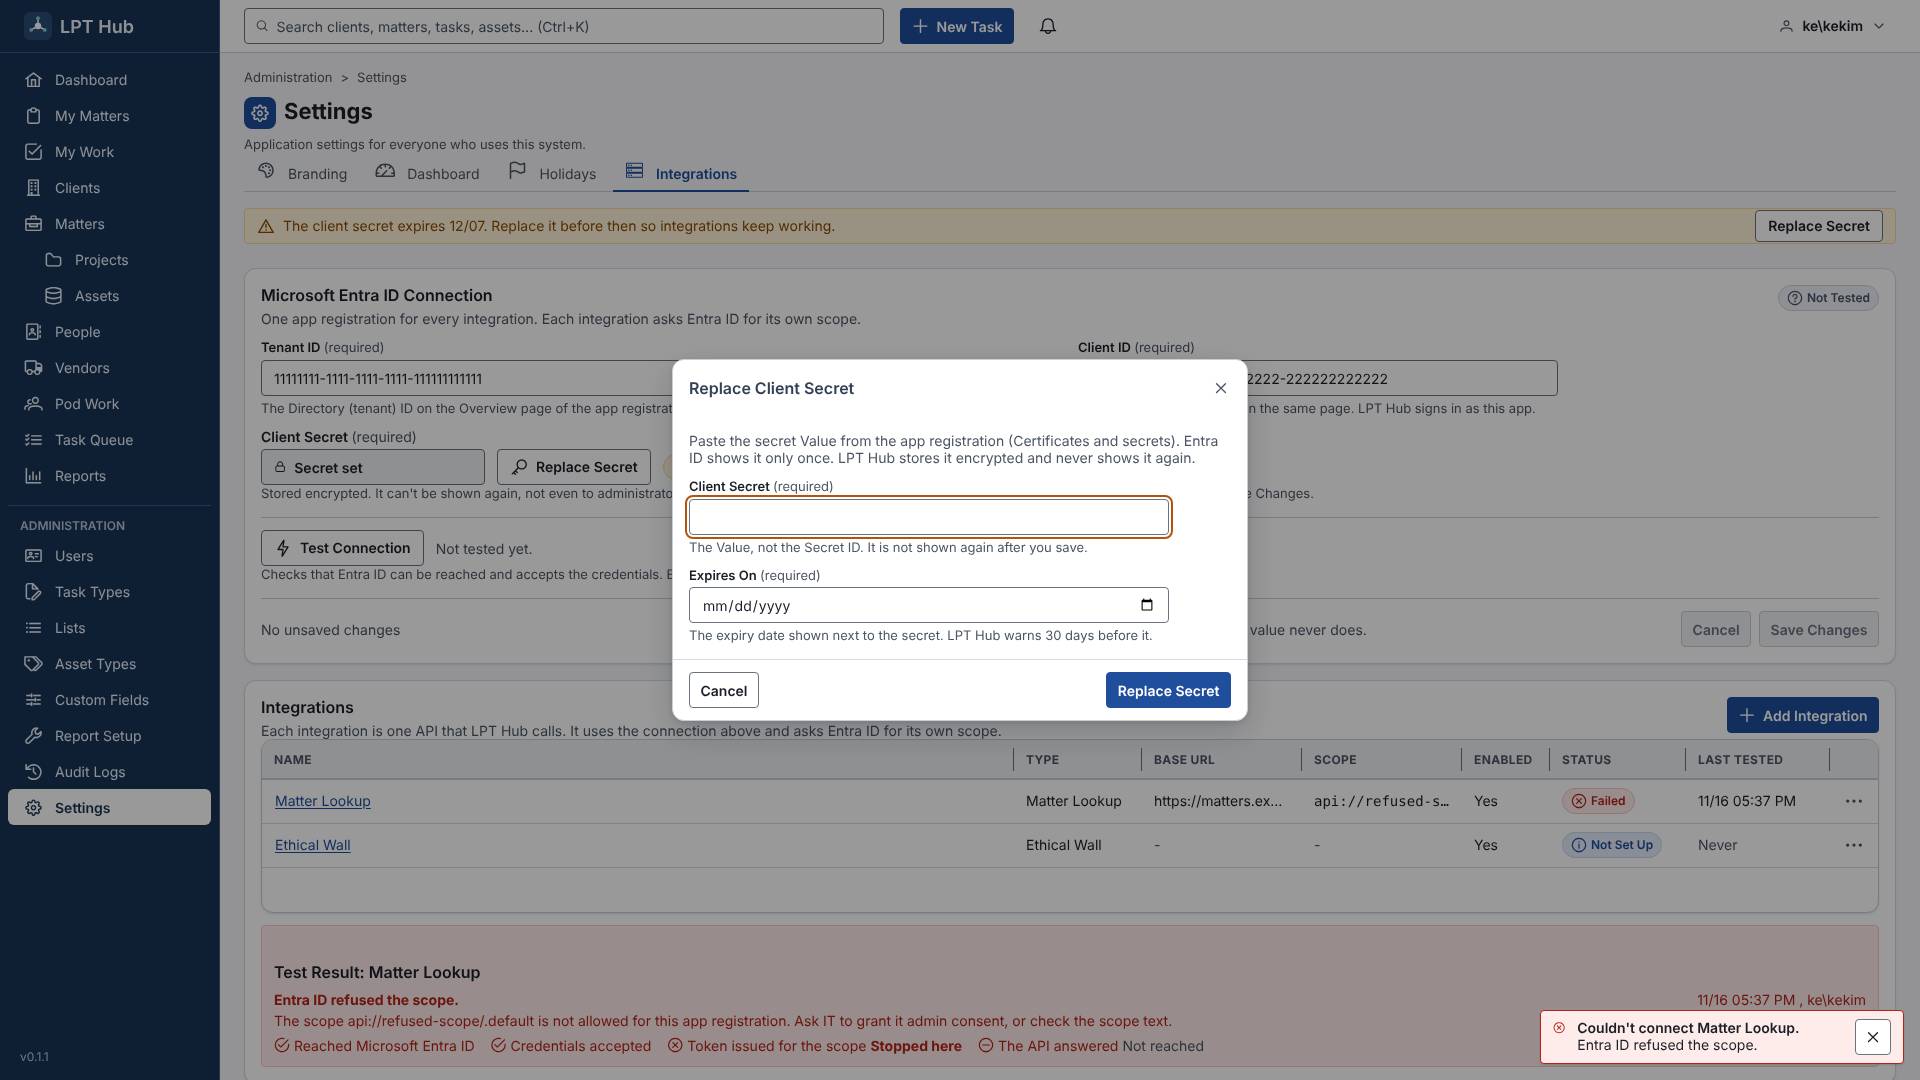 LPT Hub
Search clients, matters, tasks, assets... (Ctrl+K)
New Task
ke\kekim
Dashboard
My Matters
My Work
Clients
Matters
Projects
Assets
People
Vendors
Pod Work
Task Queue
Reports
ADMINISTRATION
Users
Task Types
Lists
Asset Types
Custom Fields
Report Setup
Audit Logs
Settings
v0.1.1
Administration > Settings
Settings
Application settings for everyone who uses this system.
Branding Dashboard Holidays Integrations
The client secret expires 12/07. Replace it before then so integrations keep working.
Replace Secret
Microsoft Entra ID Connection
Not Tested
One app registration for every integration. Each integration asks Entra ID for its own scope.
Tenant ID (required)
Client ID (required)
11111111-1111-1111-1111-111111111111
2222-222222222222
The Directory (tenant) ID on the Overview page of the app registrat
n the same page. LPT Hub signs in as this app.
Client Secret (required)
Secret set
Replace Secret
Stored encrypted. It can't be shown again, not even to administrato
e Changes.
Test Connection
Not tested yet.
Checks that Entra ID can be reached and accepts the credentials.
No unsaved changes
value never does.
Cancel
Save Changes
Replace Client Secret
Paste the secret Value from the app registration (Certificates and secrets). Entra
ID shows it only once. LPT Hub stores it encrypted and never shows it again.
Client Secret (required)
The Value, not the Secret ID. It is not shown again after you save.
Expires On (required)
mm/dd/yyyy
The expiry date shown next to the secret. LPT Hub warns 30 days before it.
Cancel
Replace Secret
Integrations
Each integration is one API that LPT Hub calls. It uses the connection above and asks Entra ID for its own scope.
Add Integration
NAME TYPE BASE URL SCOPE ENABLED STATUS LAST TESTED
Matter Lookup Matter Lookup https://matters.ex... api://refused-s... Yes Failed 11/16 05:37 PM
Ethical Wall Ethical Wall - - Yes Not Set Up Never
Test Result: Matter Lookup
Entra ID refused the scope.
11/16 05:37 PM , ke\kekim
The scope api://refused-scope/.default is not allowed for this app registration. Ask IT to grant it admin consent, or check the scope text.
Reached Microsoft Entra ID Credentials accepted Token issued for the scope Stopped here The API answered Not reached
Couldn't connect Matter Lookup.
Entra ID refused the scope.